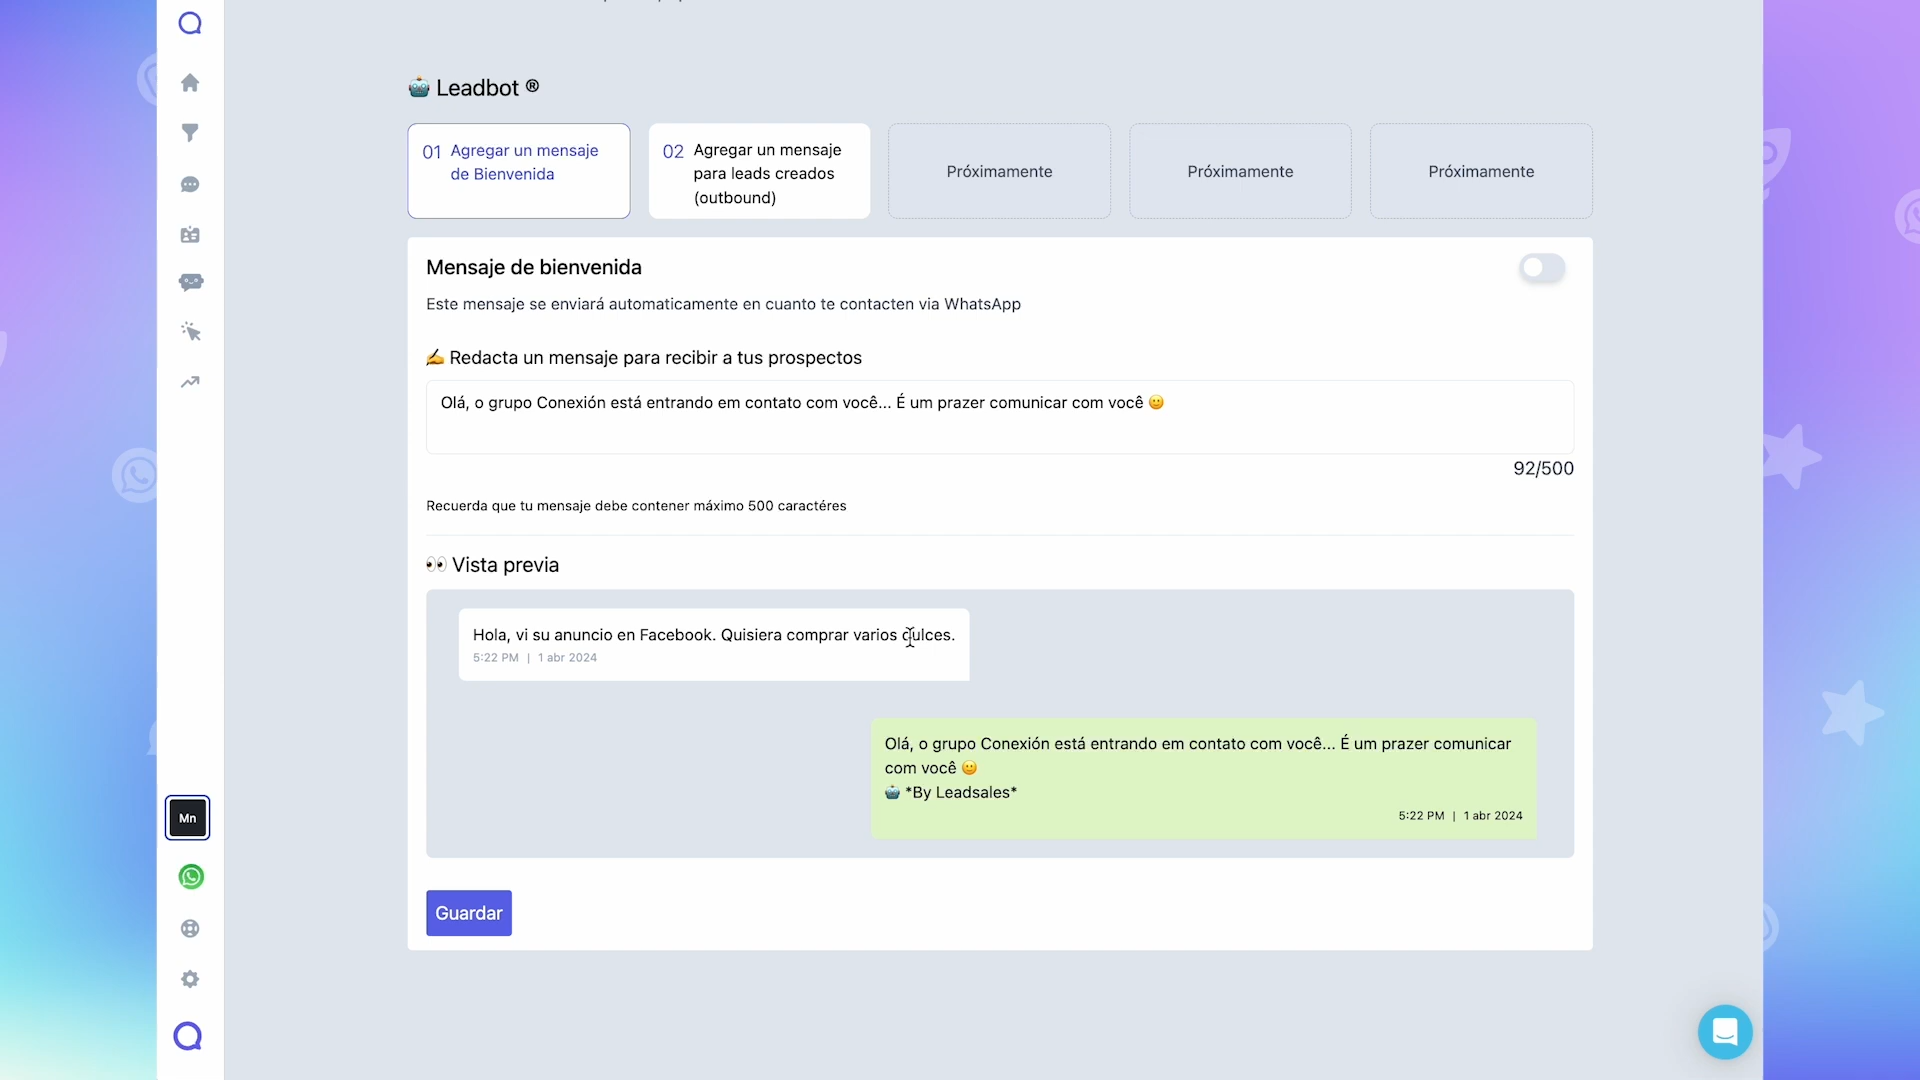 🤖 Leadbot ®
01 Agregar un mensaje
de Bienvenida
02 Agregar un mensaje
para leads creados
(outbound)
Próximamente
Próximamente
Próximamente
Mensaje de bienvenida
Este mensaje se enviará automaticamente en cuanto te contacten via WhatsApp
✍️ Redacta un mensaje para recibir a tus prospectos
Olá, o grupo Conexión está entrando em contato com você... É um prazer comunicar com você 🙂
92/500
Recuerda que tu mensaje debe contener máximo 500 caractéres
👀 Vista previa
Hola, vi su anuncio en Facebook. Quisiera comprar varios dulces.
5:22 PM | 1 abr 2024
Olá, o grupo Conexión está entrando em contato com você... É um prazer comunicar
com você 🙂
🤖 *By Leadsales*
5:22 PM | 1 abr 2024
Mn
Guardar